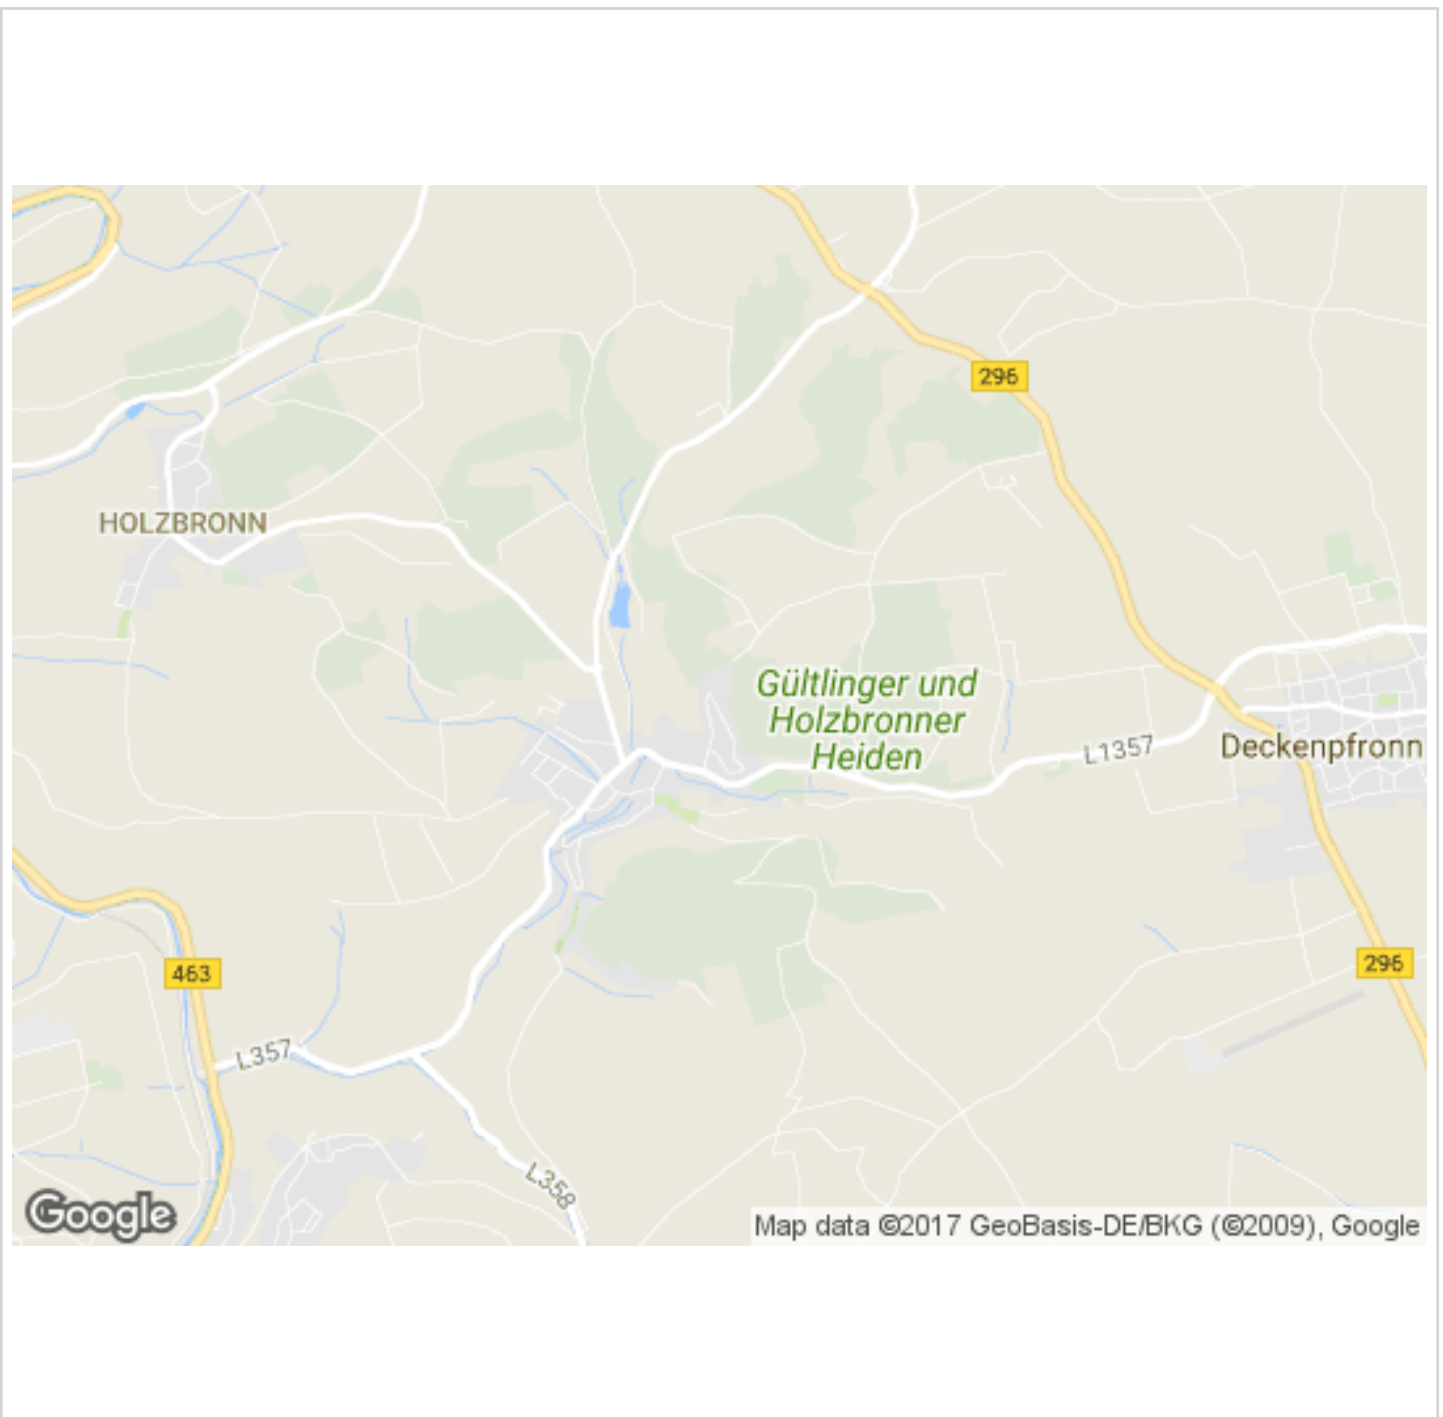 296
HOLZBRONN
Gültlinger und
Holzbronner
Heiden
L1357
Deckenpfronn
463
296
L357
L358
Google
Map data ©2017 GeoBasis-DE/BKG (©2009), Google